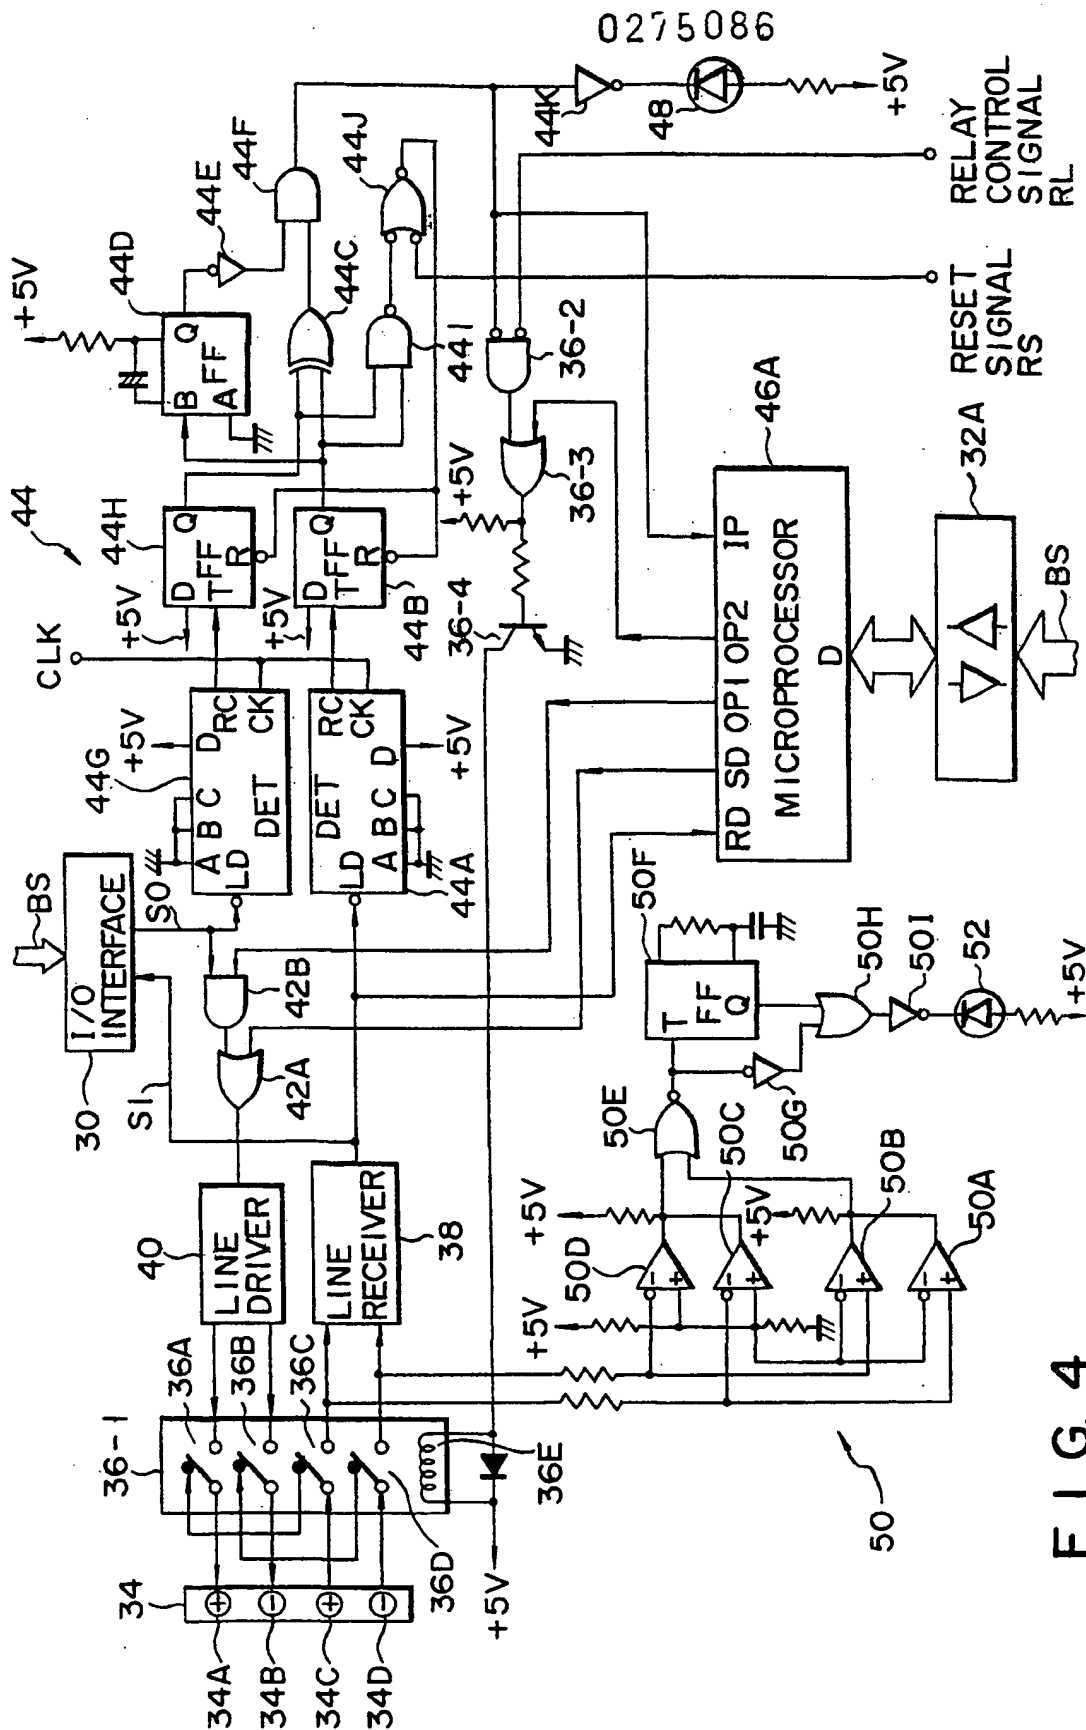 0275086
44
+5V
44D
44E
44F
44J
44H
Q
B
FF
A
D
Q
TFF
R
+5V
44C
44I
CLK
+5V
D
Q
TFF
R
44B
+5V
44G
A B C D
RC
LD
DET
CK
+5V
RC
DET
CK
LD
A B C D
44A
+5V
BS
I/O
INTERFACE
30
SO
SI
42B
42A
40
LINE
DRIVER
LINE
RECEIVER
38
36-1
36A
36B
36C
36D
36E
34
34A
34B
34C
34D
+
-
+
-
+5V
36-2
36-3
+5V
36-4
44K
48
+5V
RELAY
CONTROL
SIGNAL
RL
RESET
SIGNAL
RS
46A
RD SD OP1 OP2 IP
MICROPROCESSOR
D
32A
BS
+5V
+5V
50D
-
+
50C
-
+
+5V
50B
-
+
50A
-
+
50E
50F
T
FF
Q
50G
50H
50I
52
+5V
50
FIG. 4